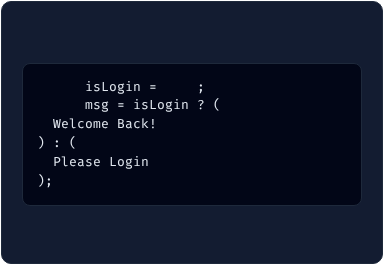 isLogin = ;
msg = isLogin ? (
Welcome Back!
) : (
Please Login
);